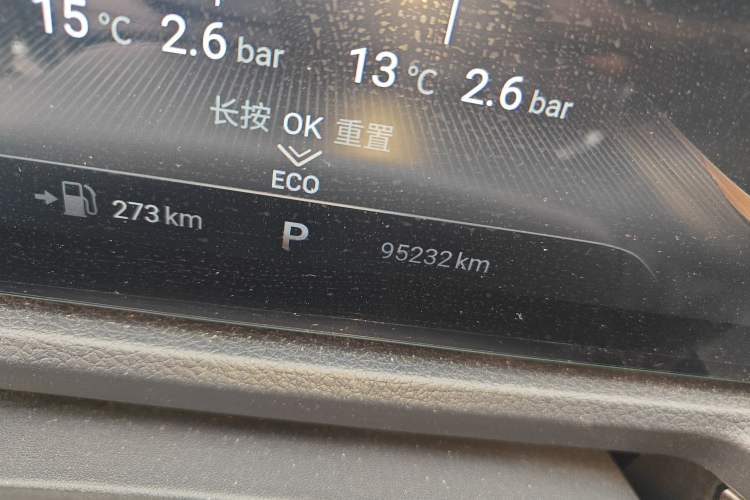 15 °C 2.6 bar 13 °C 2.6 bar
长按 OK 重置
ECO
273 km P 95232 km